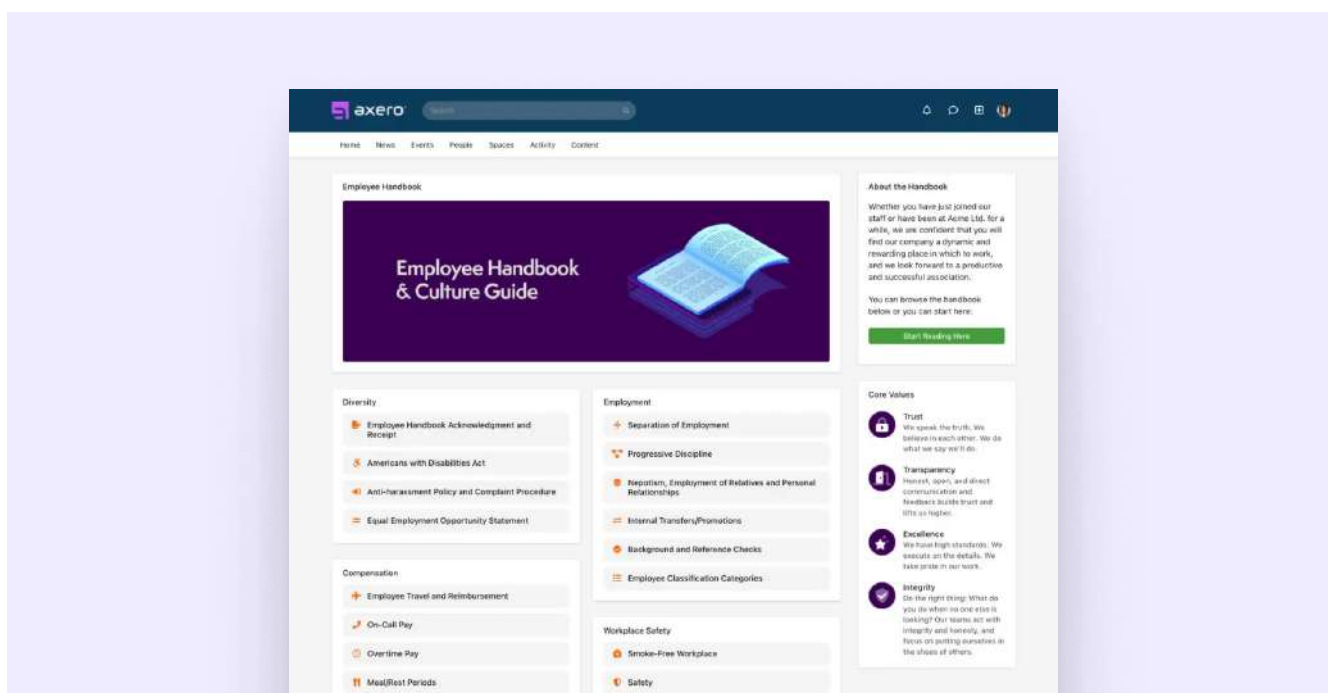 axero
Search
Home News Events People Spaces Activity Content
Employee Handbook
Employee Handbook
& Culture Guide
About the Handbook
Whether you have just joined our
staff or have been at Acme Ltd. for a
while, we are confident that you will
find our company a dynamic and
rewarding place in which to work,
and we look forward to a productive
and successful association.
You can browse the handbook
below or you can start here:
Start Reading Here
Diversity
Employee Handbook Acknowledgment and
Receipt
Americans with Disabilities Act
Anti-harassment Policy and Complaint Procedure
Equal Employment Opportunity Statement
Compensation
Employee Travel and Reimbursement
On-Call Pay
Overtime Pay
Meal/Rest Periods
Employment
Separation of Employment
Progressive Discipline
Nepotism, Employment of Relatives and Personal
Relationships
Internal Transfers/Promotions
Background and Reference Checks
Employee Classification Categories
Workplace Safety
Smoke-Free Workplace
Safety
Core Values
Trust
We speak the truth. We
believe in each other. We do
what we say we'll do.
Transparency
Honest, open, and direct
communication and
feedback builds trust and
lifts us higher.
Excellence
We have high standards. We
execute on the details. We
take pride in our work.
Integrity
Do the right thing: What do
you do when no one else is
looking? Our teams act with
integrity and honesty, and
focus on putting ourselves in
the shoes of others.